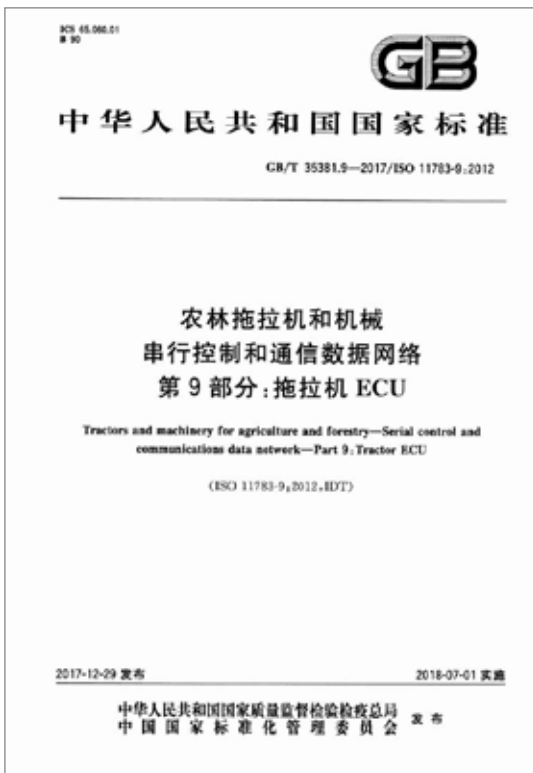 ICS 65.060.01
B 90
GB
中华人民共和国国家标准
GB/T 35381.9—2017/ISO 11783-9:2012
农林拖拉机和机械
串行控制和通信数据网络
第 9 部分:拖拉机 ECU
Tractors and machinery for agriculture and forestry—Serial control and
communications data network—Part 9:Tractor ECU
(ISO 11783-9:2012,IDT)
2017-12-29 发布
2018-07-01 实施
中华人民共和国国家质量监督检验检疫总局
中国国家标准化管理委员会
发布